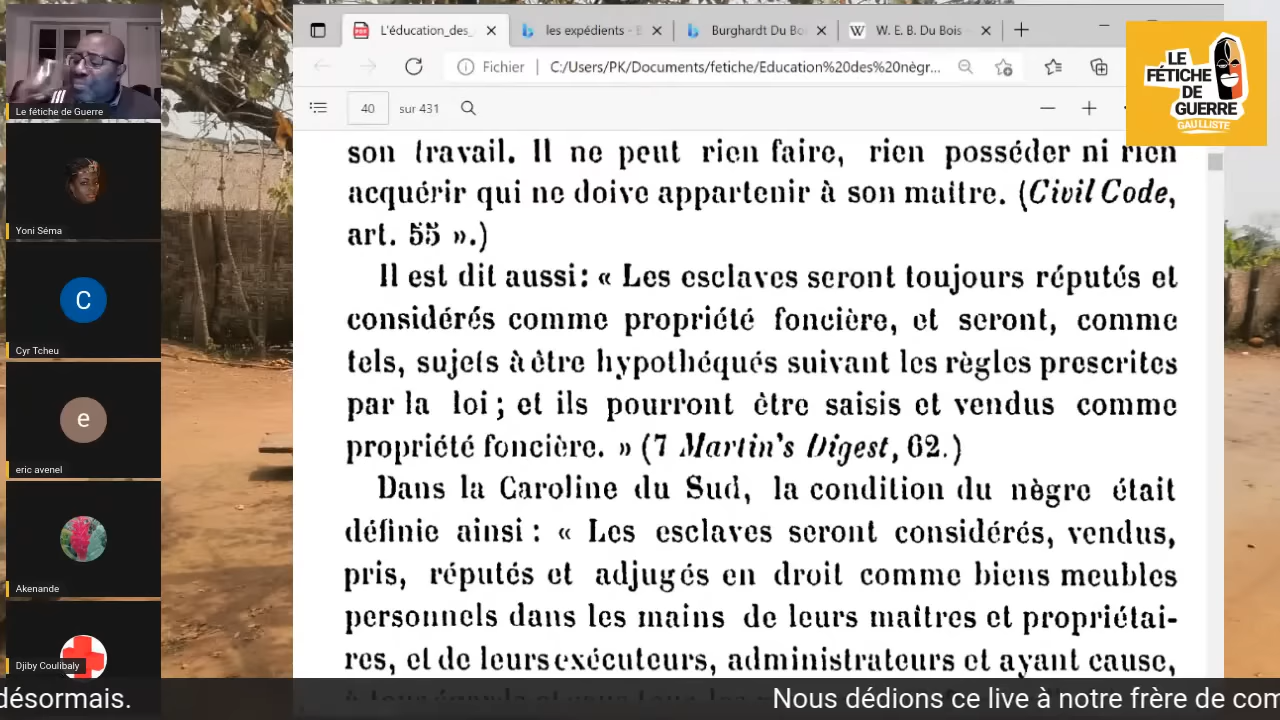 L'éducation_des_
les expédients - E
Burghardt Du Bo
W. E. B. Du Bois -
Fichier
C:/Users/PK/Documents/fetiche/Education%20des%20nègr...
40 sur 431
LE
FÉTICHE
DE
GUERRE
GAULLISTE
Le fétiche de Guerre
Yoni Séma
C
Cyr Tcheu
e
eric avenel
Akenande
Djiby Coulibaly
son travail. Il ne peut rien faire, rien posséder ni rien
acquérir qui ne doive appartenir à son maître. (Civil Code,
art. 55 ».)
Il est dit aussi : « Les esclaves seront toujours réputés et
considérés comme propriété foncière, et seront, comme
tels, sujets à être hypothéqués suivant les règles prescrites
par la loi ; et ils pourront être saisis et vendus comme
propriété foncière. » (7 Martin's Digest, 62.)
Dans la Caroline du Sud, la condition du nègre était
définie ainsi : « Les esclaves seront considérés, vendus,
pris, réputés et adjugés en droit comme biens meubles
personnels dans les mains de leurs maîtres et propriétai-
res, et de leurs exécuteurs, administrateurs et ayant cause,
désormais.
Nous dédions ce live à notre frère de com